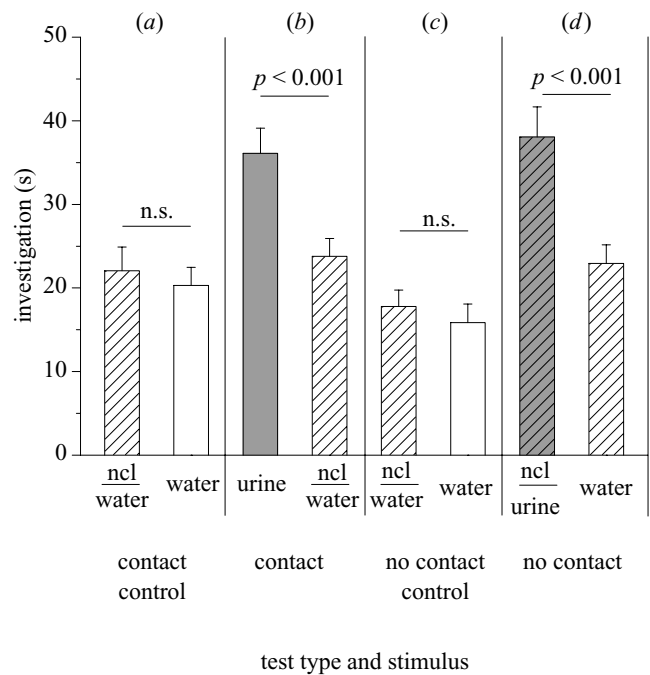 (a) (b) (c) (d)
50
40
30
20
10
0
investigation (s)
n.s.
p < 0.001
n.s.
p < 0.001
ncl
water
water
urine
ncl
water
ncl
water
water
ncl
urine
water
contact
control
contact
no contact
control
no contact
test type and stimulus